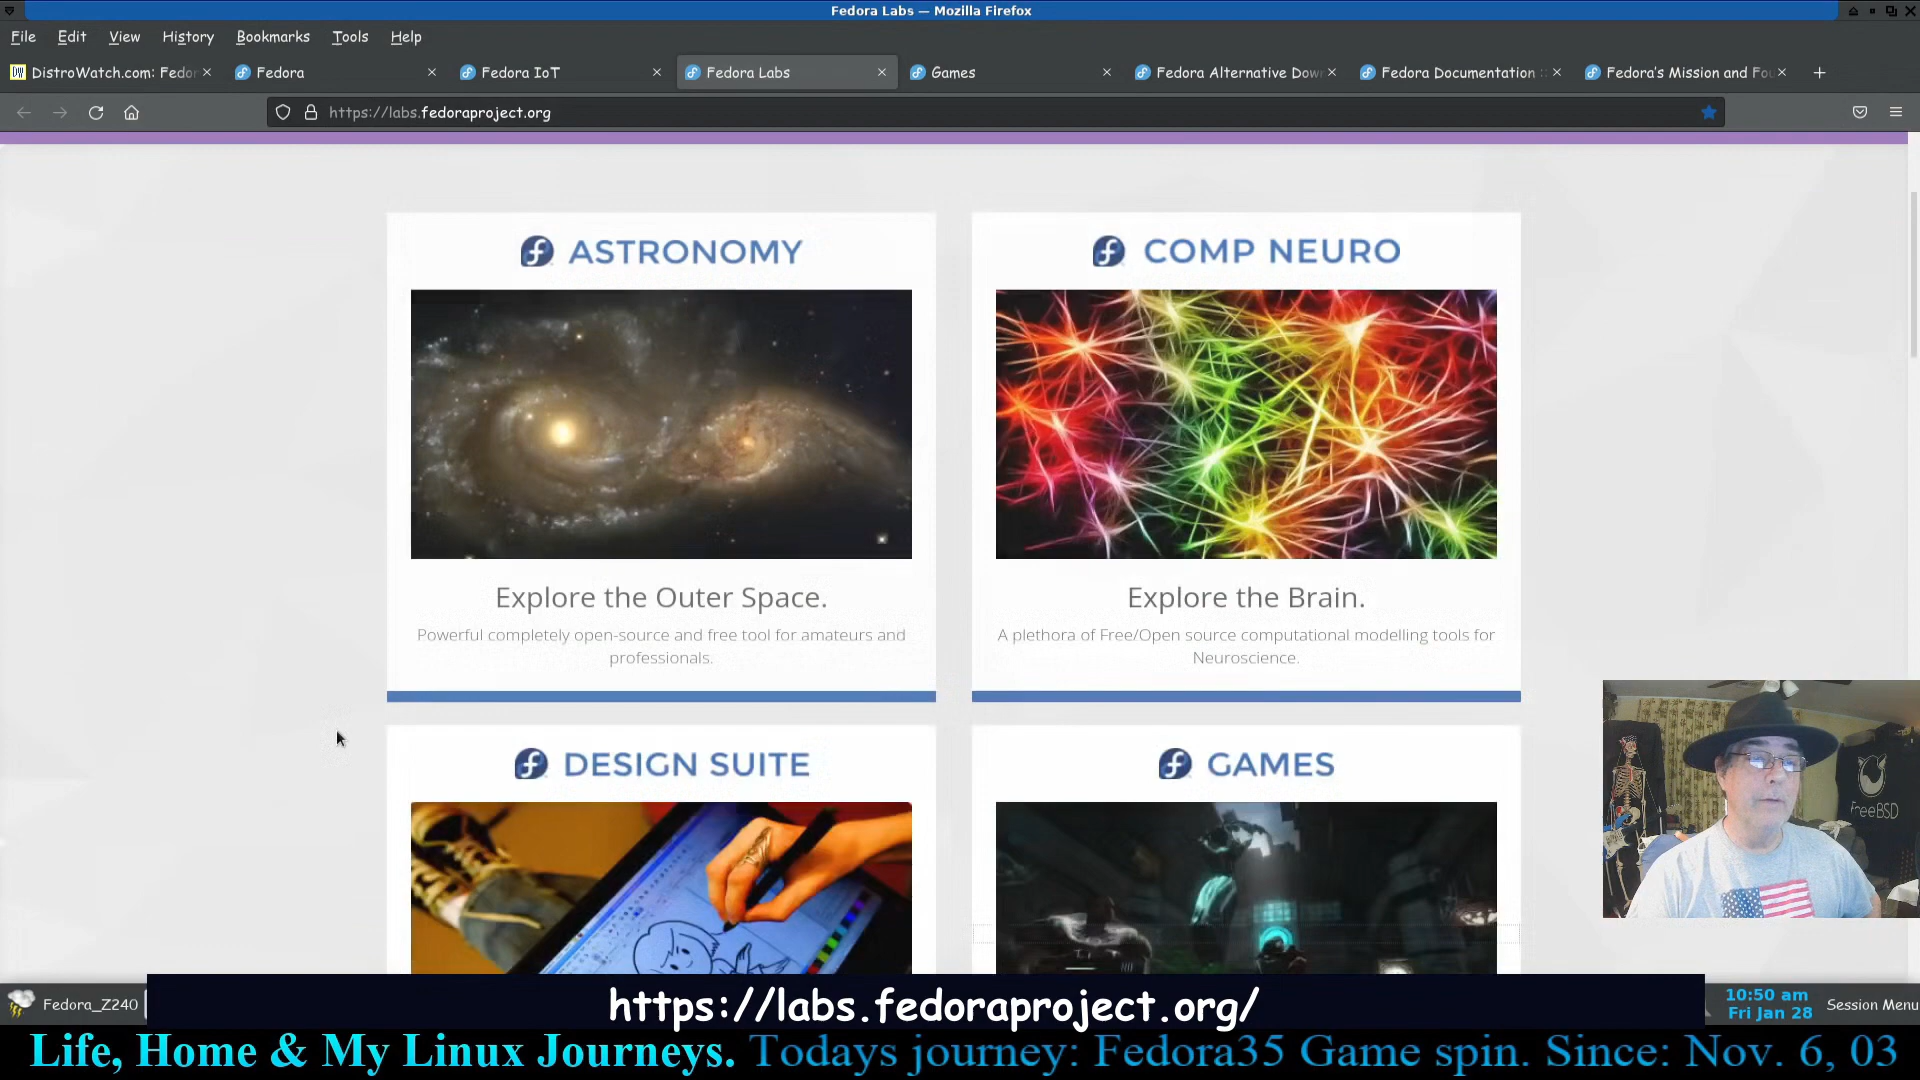 Fedora Labs — Mozilla Firefox
File Edit View History Bookmarks Tools Help
DistroWatch.com: Fedor Fedora Fedora IoT Fedora Labs Games Fedora Alternative Dow Fedora Documentation :: Fedora's Mission and Fou
https://labs.fedoraproject.org
ASTRONOMY
Explore the Outer Space.
Powerful completely open-source and free tool for amateurs and
professionals.
COMP NEURO
Explore the Brain.
A plethora of Free/Open source computational modelling tools for
Neuroscience.
DESIGN SUITE
GAMES
FreeBSD
Fedora_Z240
https://labs.fedoraproject.org/
10:50 am
Fri Jan 28
Session Menu
Life, Home & My Linux Journeys. Todays journey: Fedora35 Game spin. Since: Nov. 6, 03